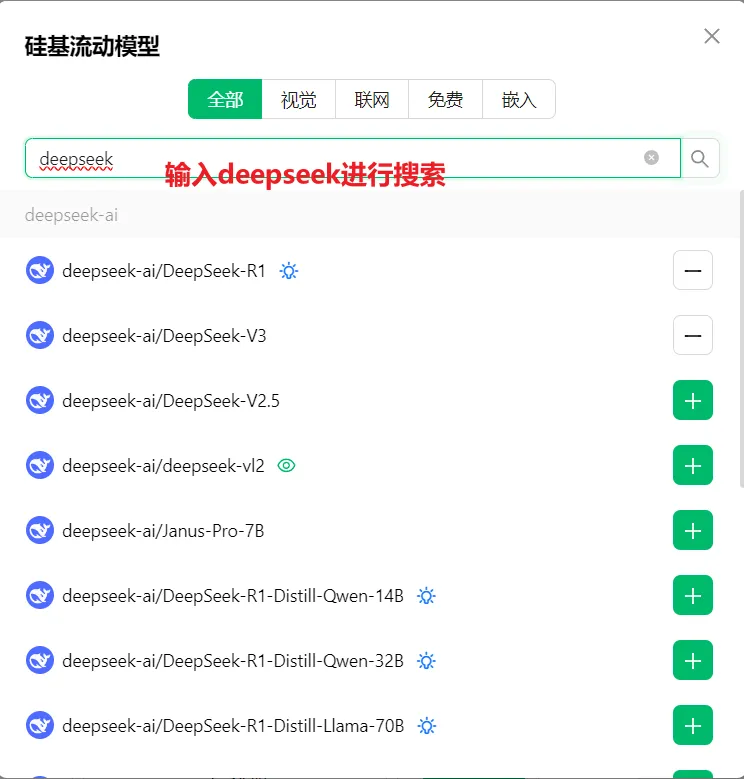 硅基流动模型
全部 视觉 联网 免费 嵌入
deepseek
输入deepseek进行搜索
deepseek-ai
deepseek-ai/DeepSeek-R1
deepseek-ai/DeepSeek-V3
deepseek-ai/DeepSeek-V2.5
deepseek-ai/deepseek-vl2
deepseek-ai/Janus-Pro-7B
deepseek-ai/DeepSeek-R1-Distill-Qwen-14B
deepseek-ai/DeepSeek-R1-Distill-Qwen-32B
deepseek-ai/DeepSeek-R1-Distill-Llama-70B